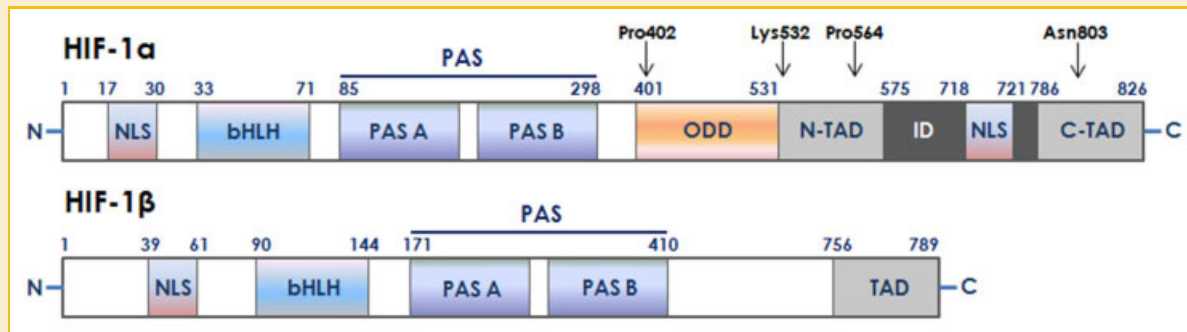 HIF-1α
Pro402 Lys532 Pro564 Asn803
PAS
1 17 30 33 71 85 298 401 531 575 718 721 786 826
N NLS bHLH PAS A PAS B ODD N-TAD ID NLS C-TAD C
HIF-1β
PAS
1 39 61 90 144 171 410 756 789
N NLS bHLH PAS A PAS B TAD C